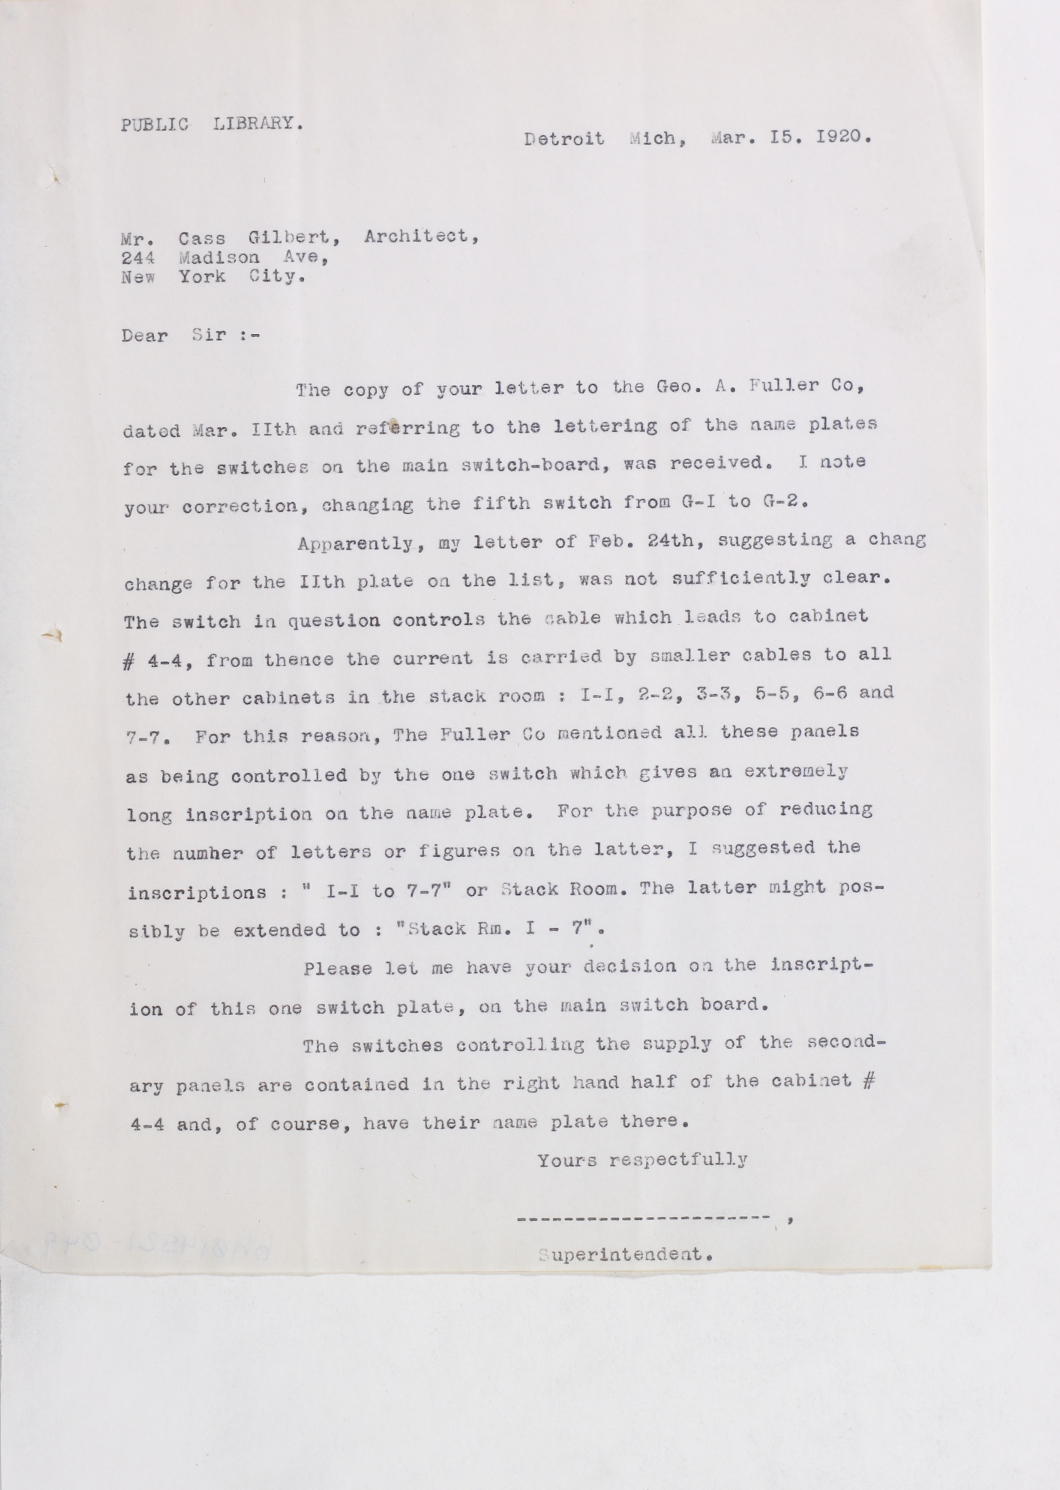 PUBLIC LIBRARY.
Detroit Mich, Mar. I5. I920.
Mr. Cass Gilbert, Architect,
244 Madison Ave,
New York City.
Dear Sir :-
The copy of your letter to the Geo. A. Fuller Co,
dated Mar. IIth and referring to the lettering of the name plates
for the switches on the main switch-board, was received. I note
your correction, changing the fifth switch from G-I to G-2.
Apparently, my letter of Feb. 24th, suggesting a chang
change for the IIth plate on the list, was not sufficiently clear.
The switch in question controls the cable which leads to cabinet
# 4-4, from thence the current is carried by smaller cables to all
the other cabinets in the stack room : I-I, 2-2, 3-3, 5-5, 6-6 and
7-7. For this reason, The Fuller Co mentioned all these panels
as being controlled by the one switch which gives an extremely
long inscription on the name plate. For the purpose of reducing
the numher of letters or figures on the latter, I suggested the
inscriptions : " I-I to 7-7" or Stack Room. The latter might pos-
sibly be extended to : "Stack Rm. I - 7".
Please let me have your decision on the inscript-
ion of this one switch plate, on the main switch board.
The switches controlling the supply of the second-
ary panels are contained in the right hand half of the cabinet #
4-4 and, of course, have their name plate there.
Yours respectfully
---------------------- ,
Superintendent.